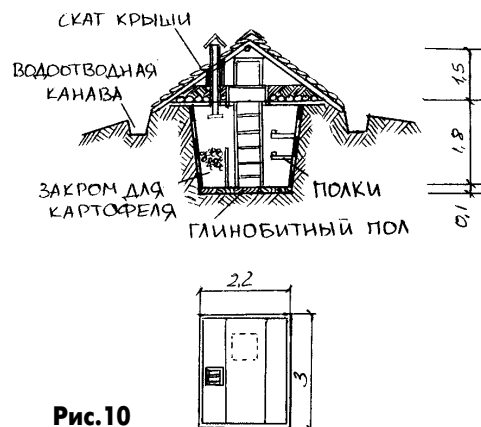 СКАТ КРЫШИ
ВОДООТВОДНАЯ
КАНАВА
ЗАКРОМ ДЛЯ
КАРТОФЕЛЯ
ПОЛКИ
ГЛИНОБИТНЫЙ ПОЛ
1,5
1,8
0,1
2,2
3
Рис.10